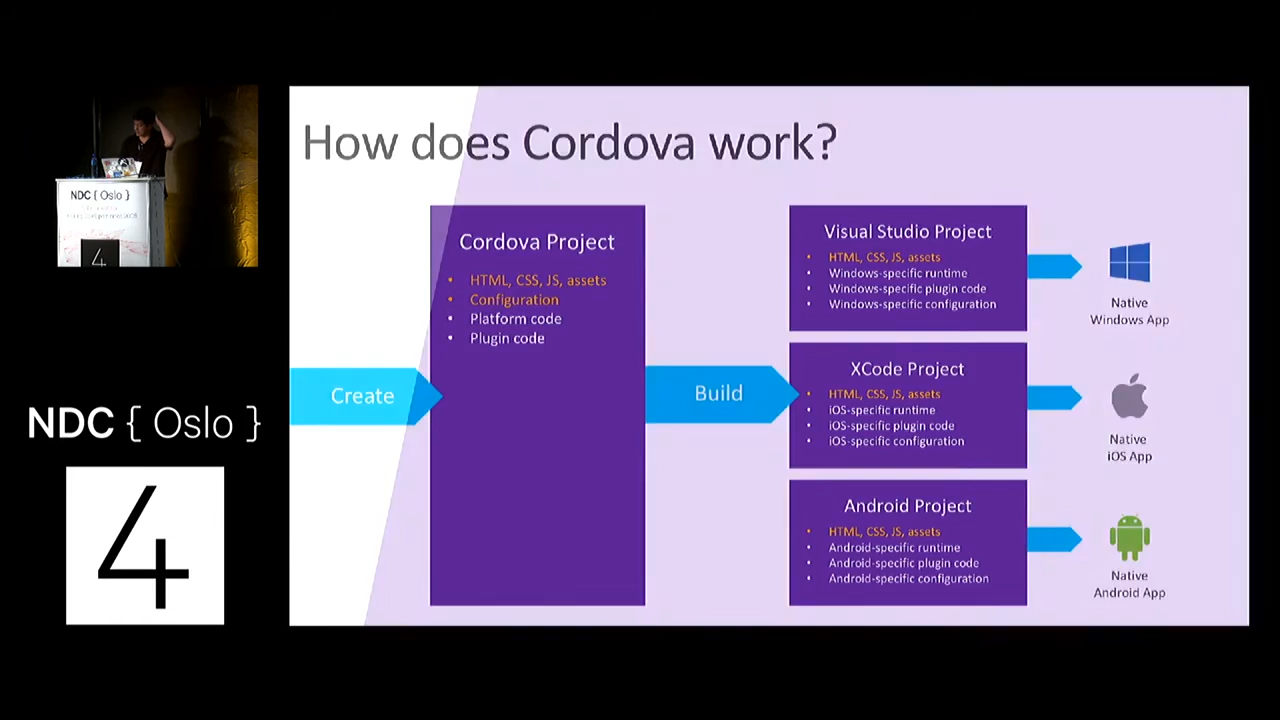 How does Cordova work?
Create
Cordova Project
• HTML, CSS, JS, assets
• Configuration
• Platform code
• Plugin code
Build
Visual Studio Project
• HTML, CSS, JS, assets
• Windows-specific runtime
• Windows-specific plugin code
• Windows-specific configuration
Native
Windows App
XCode Project
• HTML, CSS, JS, assets
• iOS-specific runtime
• iOS-specific plugin code
• iOS-specific configuration
Native
iOS App
Android Project
• HTML, CSS, JS, assets
• Android-specific runtime
• Android-specific plugin code
• Android-specific configuration
Native
Android App
NDC { Oslo }
4
NDC { Oslo }
4